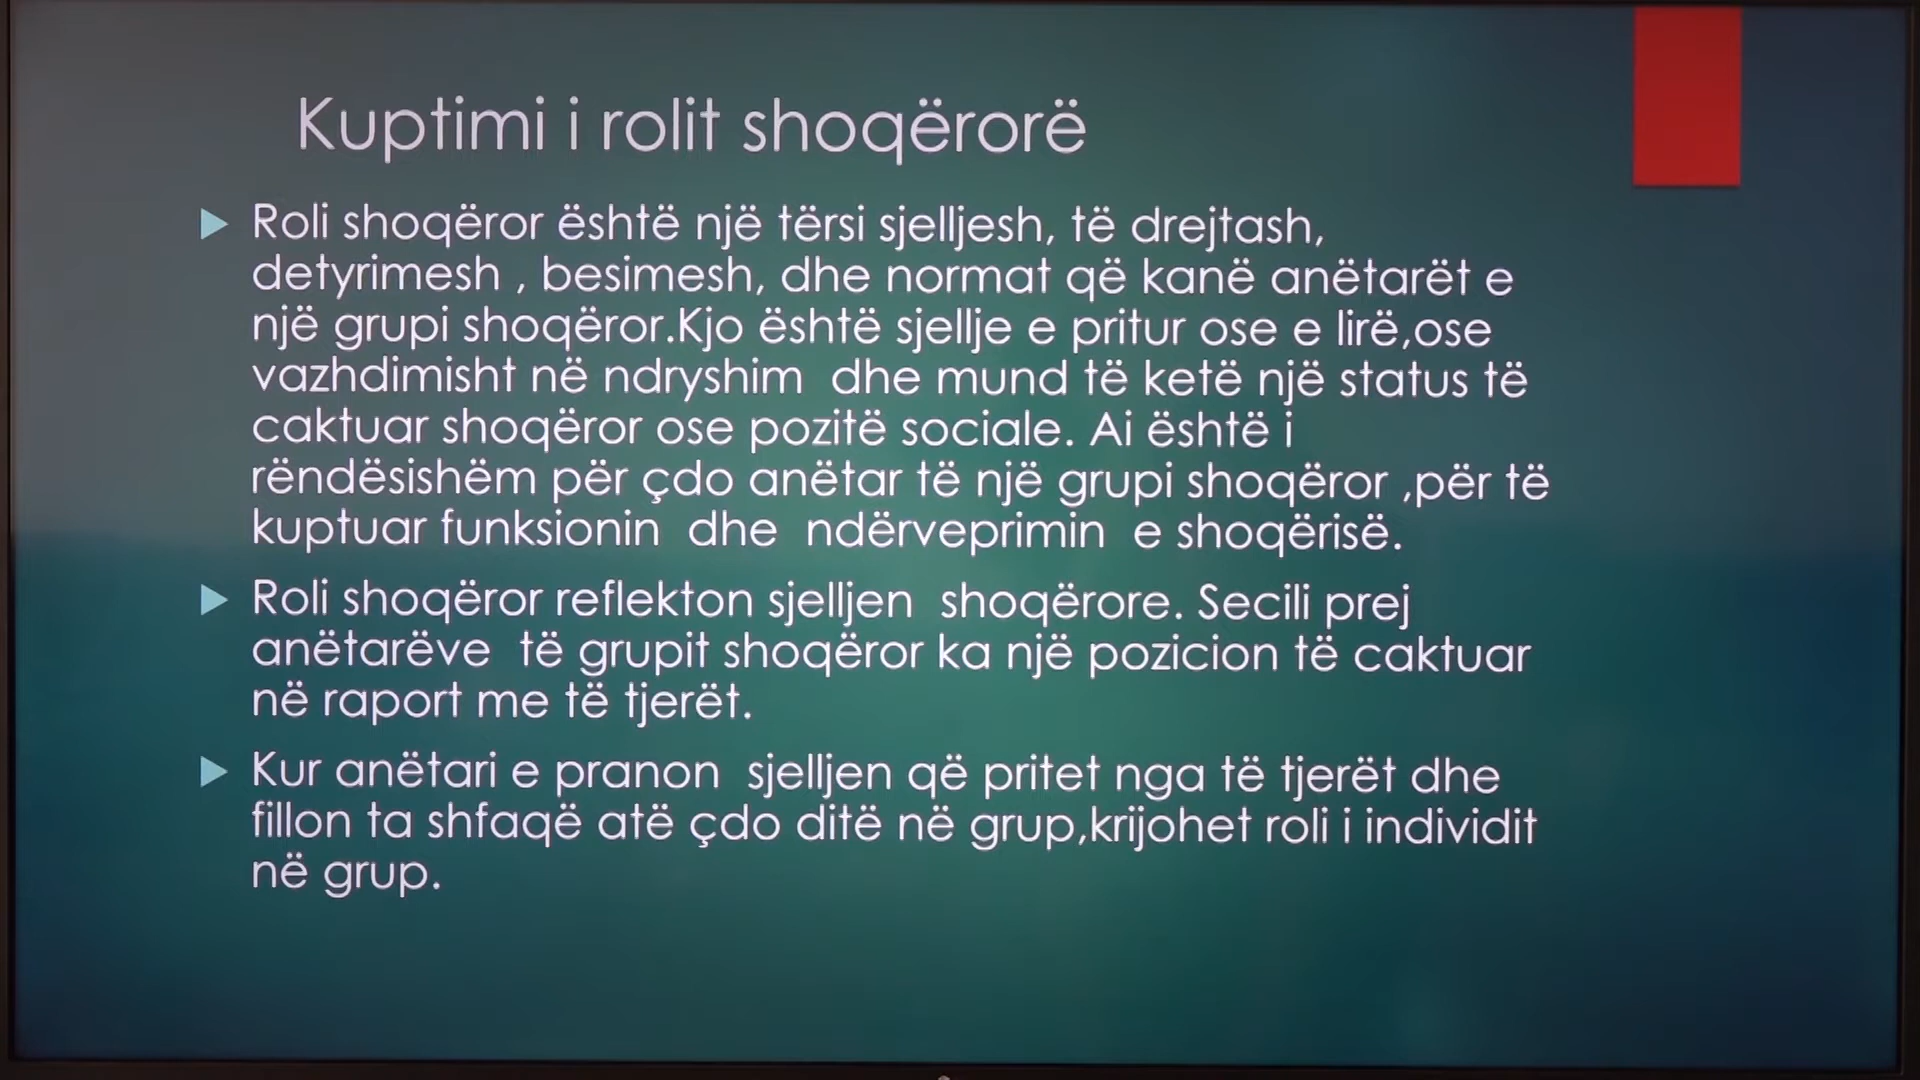 Kuptimi i rolit shoqërorë
Roli shoqëror është një tërsi sjelljesh, të drejtash,
detyrimesh , besimesh, dhe normat që kanë anëtarët e
një grupi shoqëror.Kjo është sjellje e pritur ose e lirë,ose
vazhdimisht në ndryshim dhe mund të ketë një status të
caktuar shoqëror ose pozitë sociale. Ai është i
rëndësishëm për çdo anëtar të një grupi shoqëror ,për të
kuptuar funksionin dhe ndërveprimin e shoqërisë.
Roli shoqëror reflekton sjelljen shoqërore. Secili prej
anëtarëve të grupit shoqëror ka një pozicion të caktuar
në raport me të tjerët.
Kur anëtari e pranon sjelljen që pritet nga të tjerët dhe
fillon ta shfaqë atë çdo ditë në grup,krijohet roli i individit
në grup.